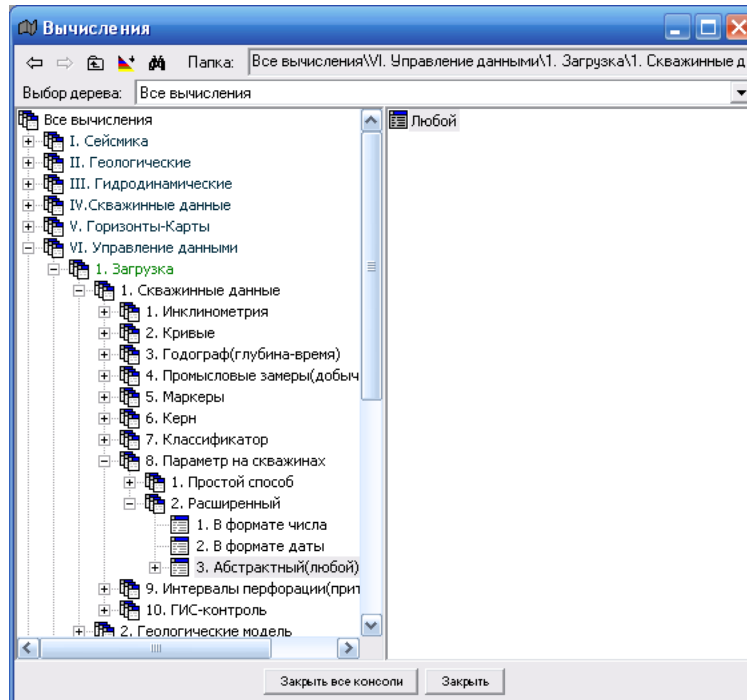 Вычисления
Папка: Все вычисления\VI. Управление данными\1. Загрузка\1. Скважинные д
Выбор дерева: Все вычисления
Все вычисления
I. Сейсмика
II. Геологические
III. Гидродинамические
IV.Скважинные данные
V. Горизонты-Карты
VI. Управление данными
1. Загрузка
1. Скважинные данные
1. Инклинометрия
2. Кривые
3. Годограф(глубина-время)
4. Промысловые замеры(добыч
5. Маркеры
6. Керн
7. Классификатор
8. Параметр на скважинах
1. Простой способ
2. Расширенный
1. В формате числа
2. В формате даты
3. Абстрактный(любой)
9. Интервалы перфорации(прит
10. ГИС-контроль
2. Геологические модель
Любой
Закрыть все консоли Закрыть